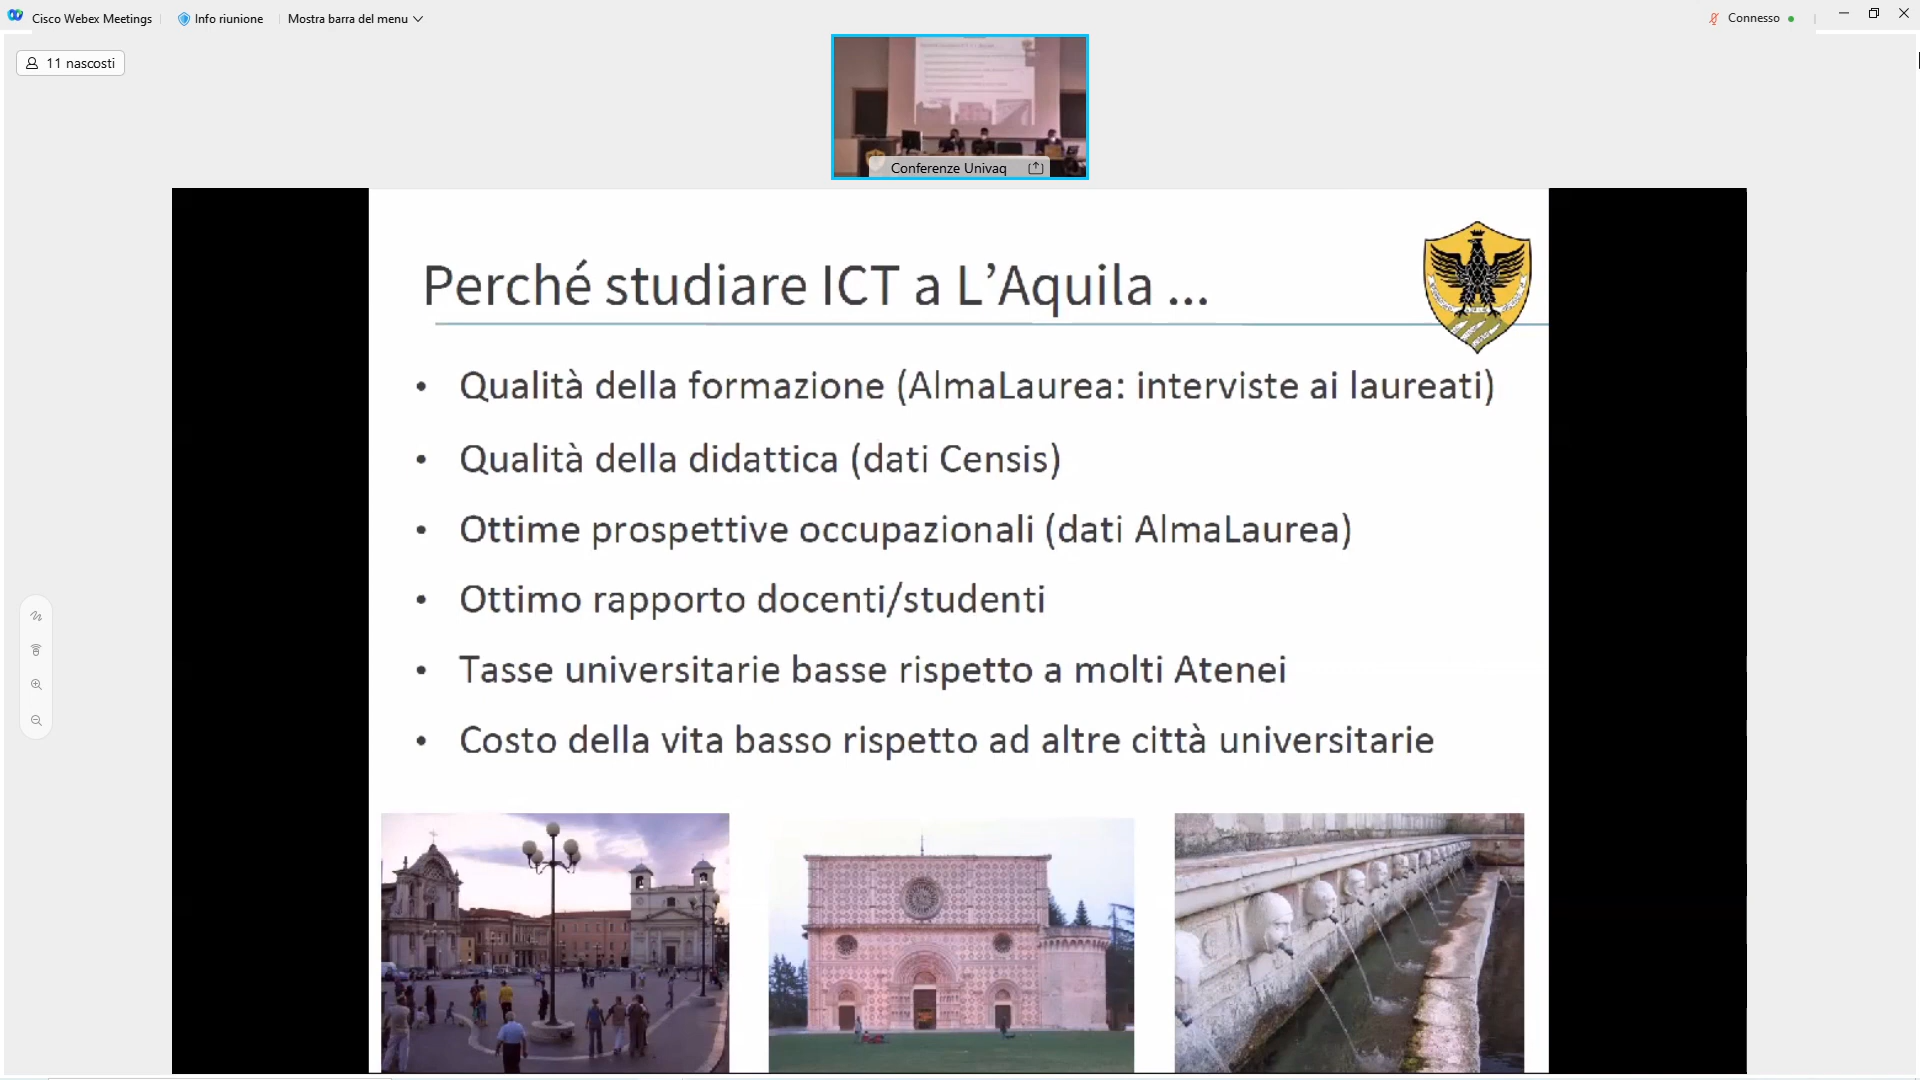 Cisco Webex Meetings
Info riunione
Mostra barra del menu
Connesso
11 nascosti
Conferenze Univaq
Perché studiare ICT a L’Aquila ...
• Qualità della formazione (AlmaLaurea: interviste ai laureati)
• Qualità della didattica (dati Censis)
• Ottime prospettive occupazionali (dati AlmaLaurea)
• Ottimo rapporto docenti/studenti
• Tasse universitarie basse rispetto a molti Atenei
• Costo della vita basso rispetto ad altre città universitarie